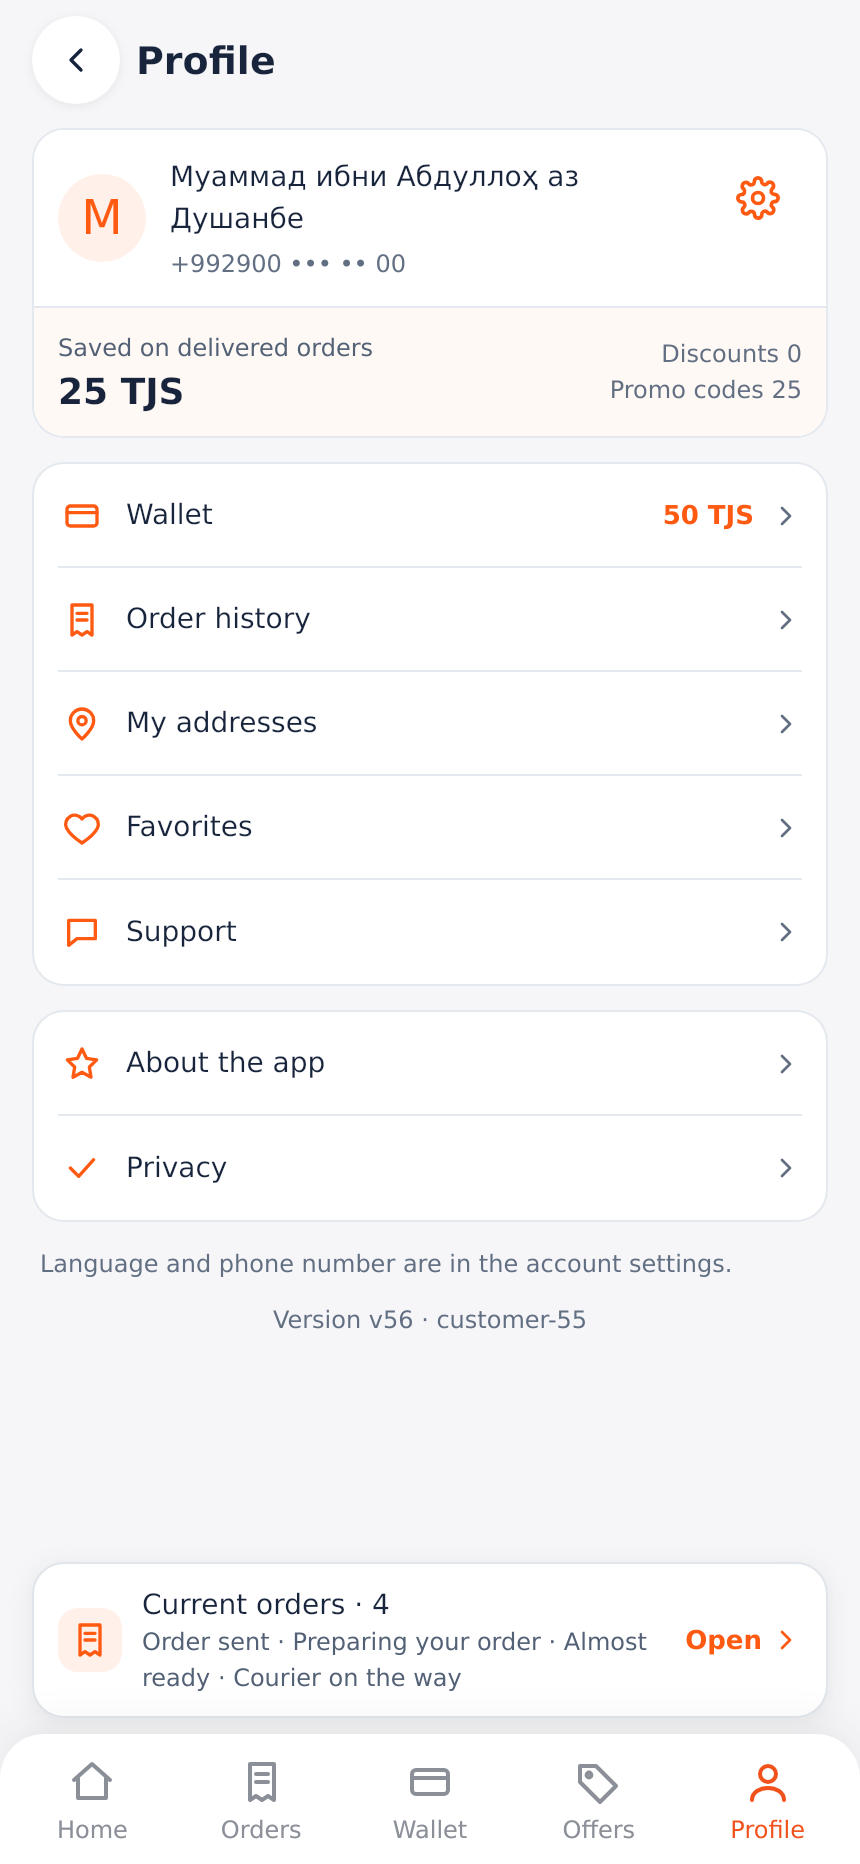 Profile
М
Муаммад ибни Абдуллоҳ аз
Душанбе
+992900 ••• •• 00
Saved on delivered orders
25 TJS
Discounts 0
Promo codes 25
Wallet
50 TJS
Order history
My addresses
Favorites
Support
About the app
Privacy
Language and phone number are in the account settings.
Version v56 · customer-55
Current orders · 4
Order sent · Preparing your order · Almost
ready · Courier on the way
Open
Home
Orders
Wallet
Offers
Profile